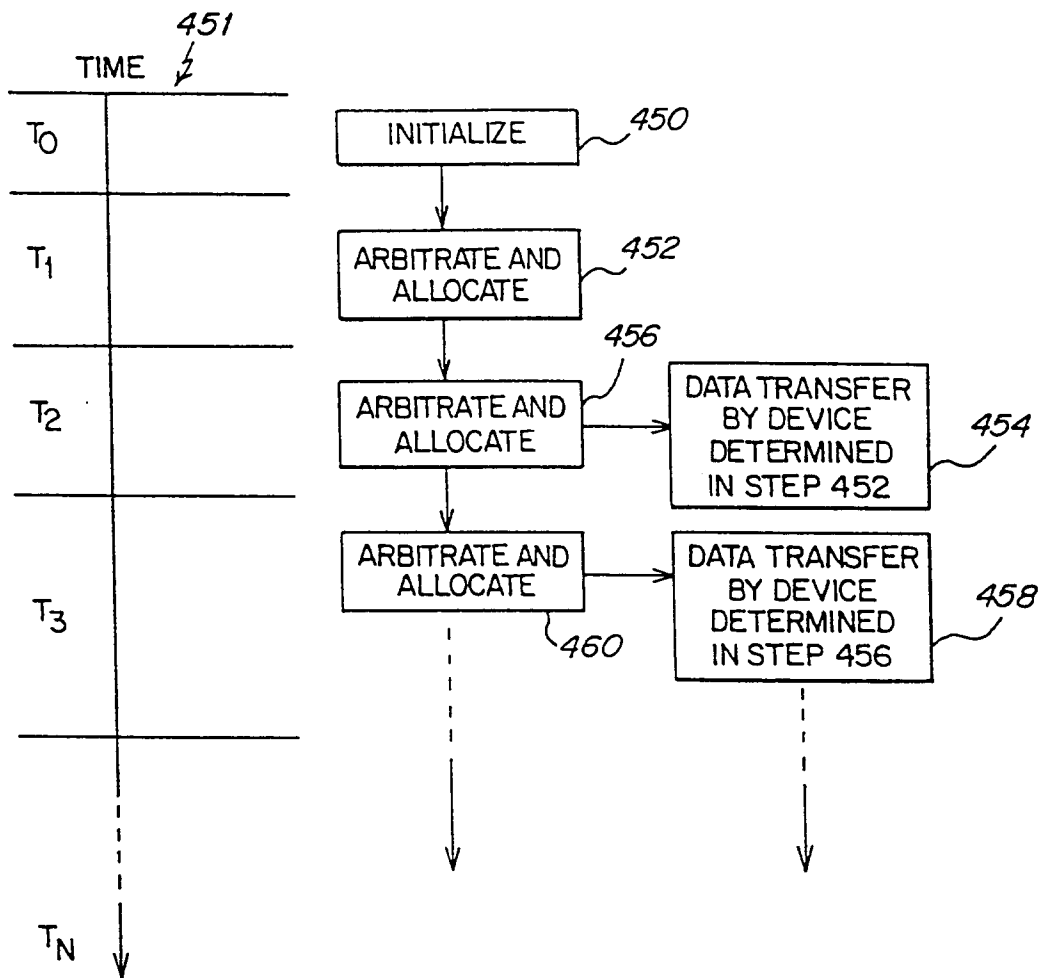 451
TIME
T0
INITIALIZE
450
T1
ARBITRATE AND
ALLOCATE
452
T2
ARBITRATE AND
ALLOCATE
456
DATA TRANSFER
BY DEVICE
DETERMINED
IN STEP 452
454
T3
ARBITRATE AND
ALLOCATE
460
DATA TRANSFER
BY DEVICE
DETERMINED
IN STEP 456
458
TN